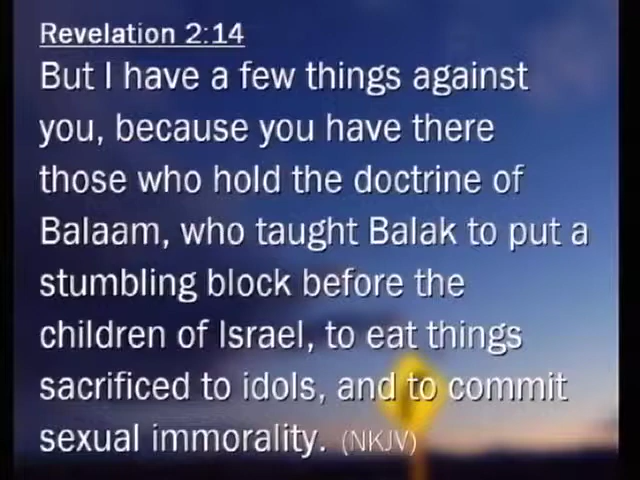 Revelation 2:14
But I have a few things against
you, because you have there
those who hold the doctrine of
Balaam, who taught Balak to put a
stumbling block before the
children of Israel, to eat things
sacrificed to idols, and to commit
sexual immorality. (NKJV)